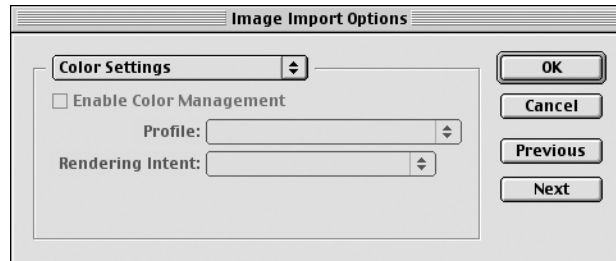 Image Import Options
Color Settings
OK
Enable Color Management
Cancel
Profile:
Previous
Rendering Intent:
Next